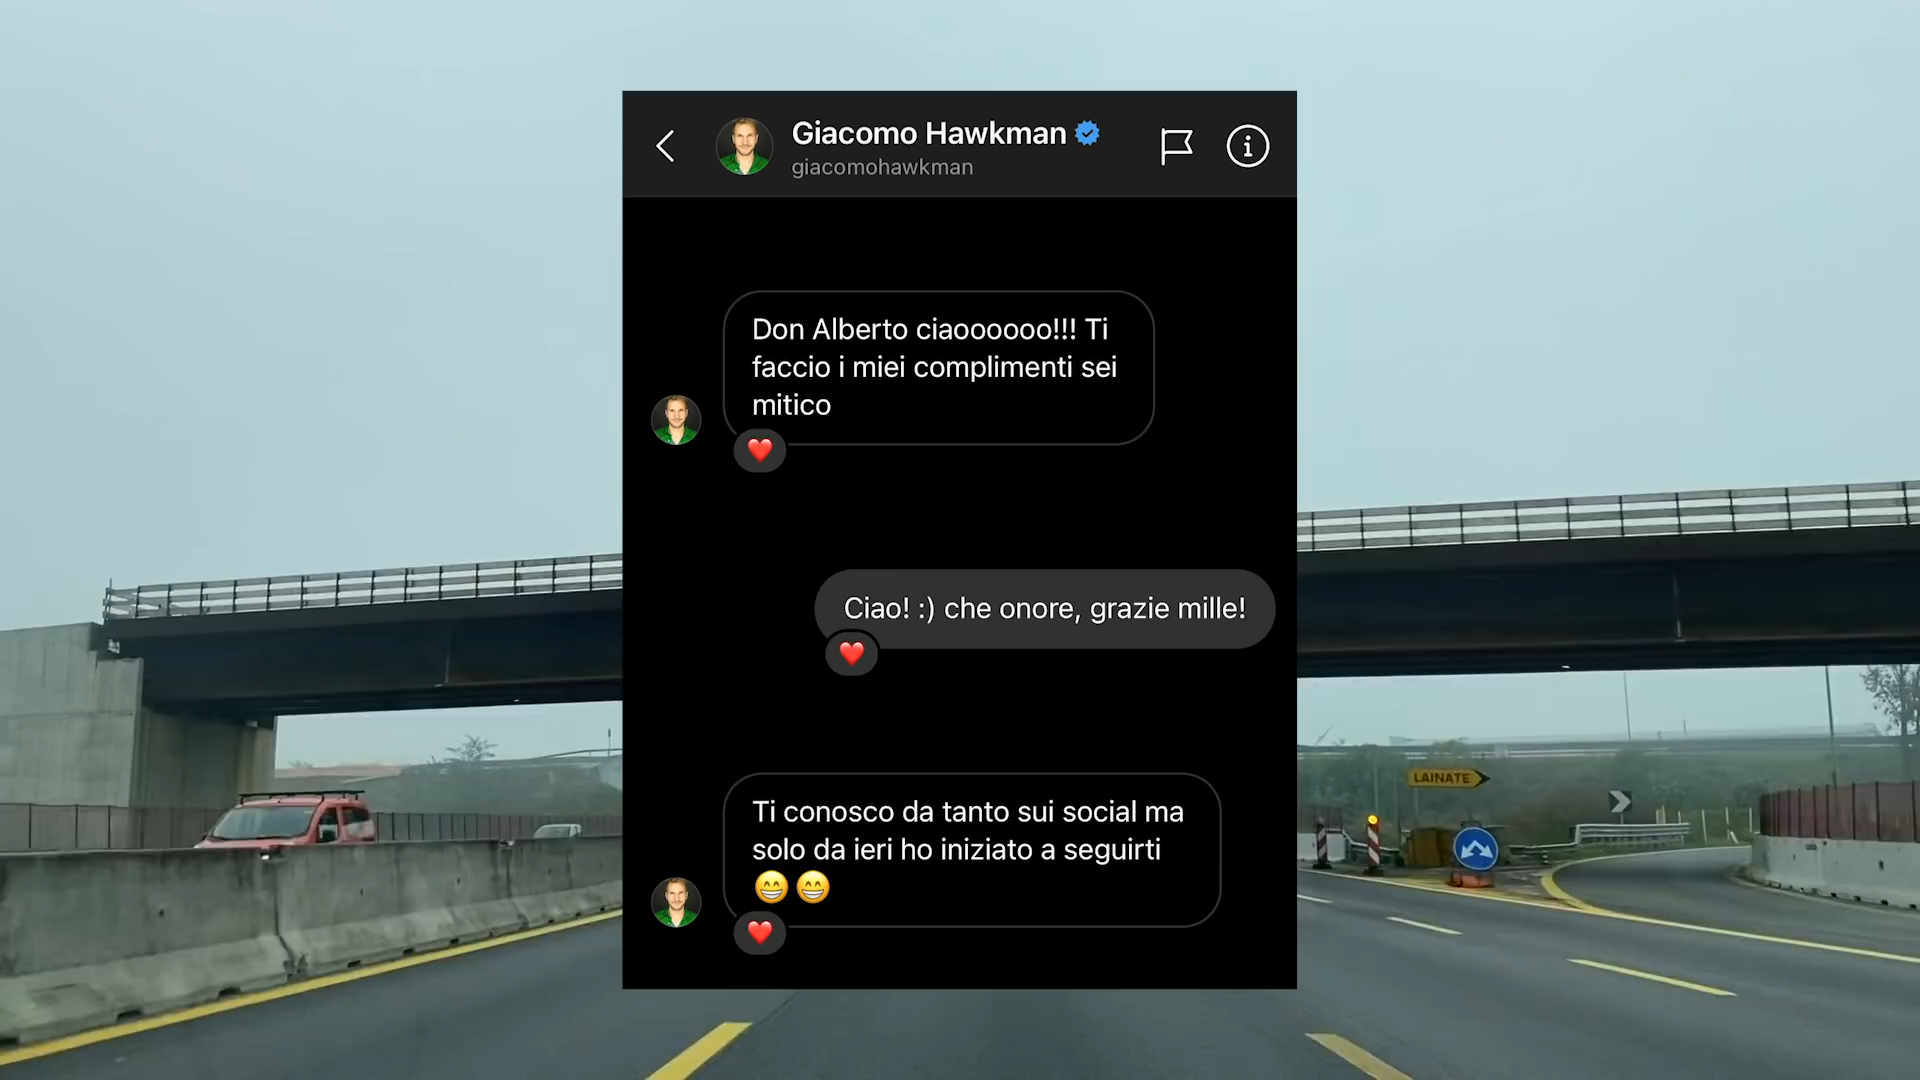 Giacomo Hawkman
giacomohawkman
Don Alberto ciaoooooo!!! Ti
faccio i miei complimenti sei
mitico
❤️
Ciao! :) che onore, grazie mille!
❤️
Ti conosco da tanto sui social ma
solo da ieri ho iniziato a seguirti
😁😁
❤️
LAINATE